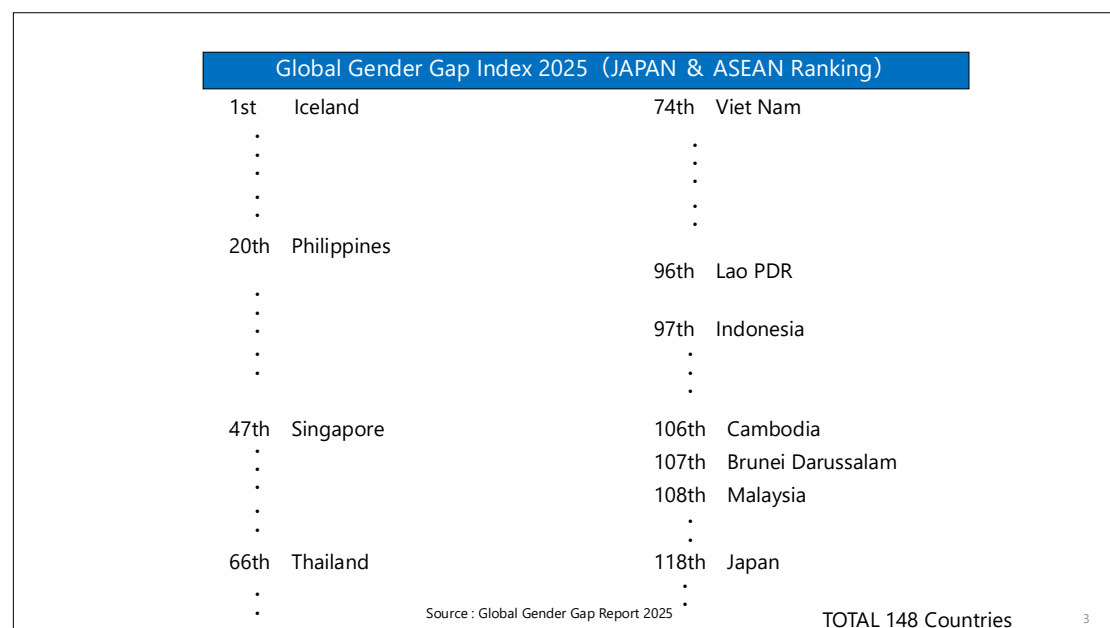 Global Gender Gap Index 2025（JAPAN ＆ ASEAN Ranking）
1st Iceland
20th Philippines
47th Singapore
66th Thailand
74th Viet Nam
96th Lao PDR
97th Indonesia
106th Cambodia
107th Brunei Darussalam
108th Malaysia
118th Japan
Source : Global Gender Gap Report 2025
TOTAL 148 Countries
3